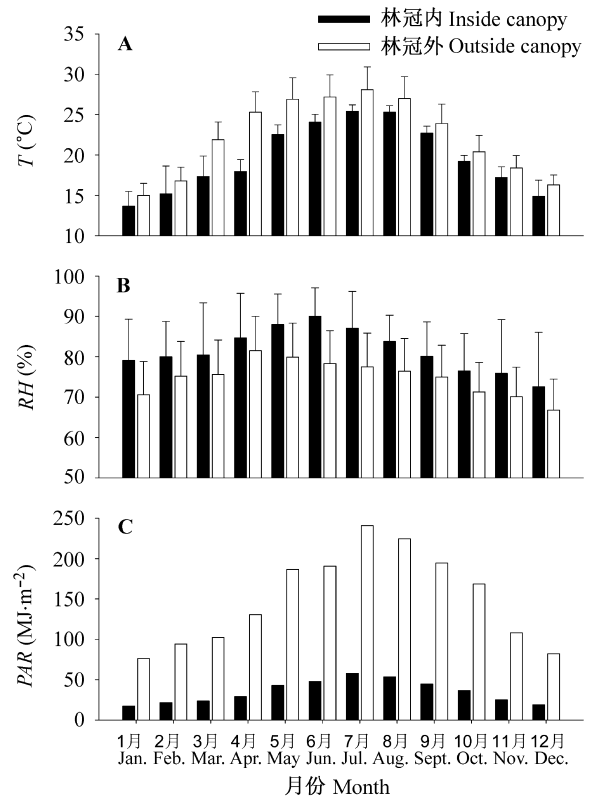 林冠内 Inside canopy
林冠外 Outside canopy
A
35
30
25
20
15
10
T (°C)
B
100
90
80
70
60
50
RH (%)
C
250
200
150
100
50
0
PAR (MJ·m⁻²)
1月 2月 3月 4月 5月 6月 7月 8月 9月 10月 11月 12月
Jan. Feb. Mar. Apr. May Jun. Jul. Aug. Sept. Oct. Nov. Dec.
月份 Month